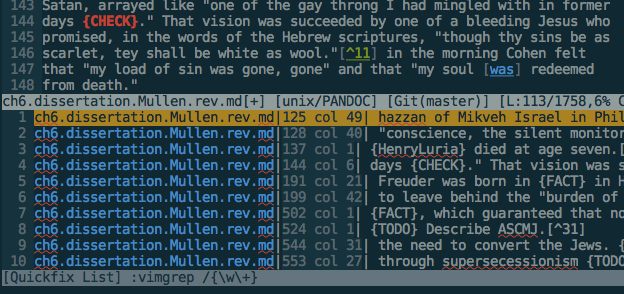 143 Satan, arrayed like "one of the gay throng I had mingled with in former
144 days {CHECK}." That vision was succeeded by one of a bleeding Jesus who
145 promised, in the words of the Hebrew scriptures, "though thy sins be as
146 scarlet, tey shall be white as wool."[^11] in the morning Cohen felt
147 that "my load of sin was gone, gone" and that "my soul [was] redeemed
148 from death."
ch6.dissertation.Mullen.rev.md[+] [unix/PANDOC] [Git(master)] [L:113/1758,6% C
1 ch6.dissertation.Mullen.rev.md|125 col 49| hazzan of Mikveh Israel in Phil
2 ch6.dissertation.Mullen.rev.md|128 col 40| "conscience, the silent monitor
3 ch6.dissertation.Mullen.rev.md|137 col 1| {HenryLuria} died at age seven.[
4 ch6.dissertation.Mullen.rev.md|144 col 6| days {CHECK}." That vision was s
5 ch6.dissertation.Mullen.rev.md|191 col 21| Freuder was born in {FACT} in H
6 ch6.dissertation.Mullen.rev.md|199 col 42| to leave behind the "burden of
7 ch6.dissertation.Mullen.rev.md|502 col 1| {FACT}, which guaranteed that no
8 ch6.dissertation.Mullen.rev.md|524 col 1| {TODO} Describe ASCMJ.[^31]
9 ch6.dissertation.Mullen.rev.md|544 col 31| the need to convert the Jews. {
10 ch6.dissertation.Mullen.rev.md|553 col 27| through supersecessionism {TOD
[Quickfix List] :vimgrep /{\w\+}